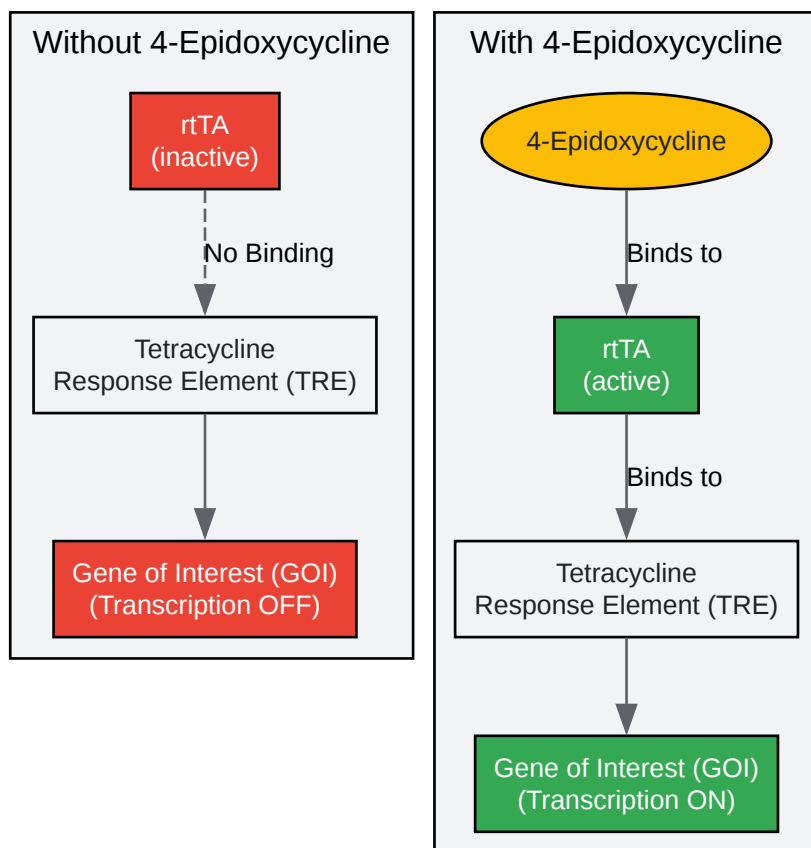 Without 4-Epidoxycycline
rtTA
(inactive)
No Binding
Tetracycline
Response Element (TRE)
Gene of Interest (GOI)
(Transcription OFF)
With 4-Epidoxycycline
4-Epidoxycycline
Binds to
rtTA
(active)
Binds to
Tetracycline
Response Element (TRE)
Gene of Interest (GOI)
(Transcription ON)